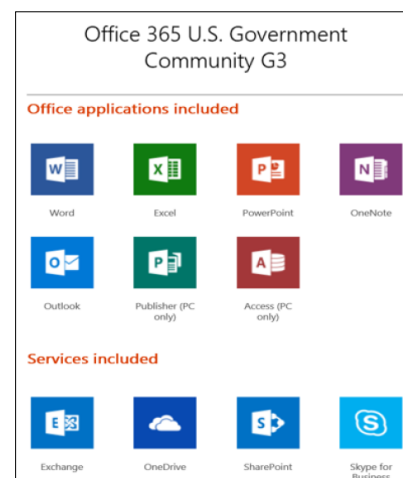 Office 365 U.S. Government
Community G3
Office applications included
W
X
P
N
Word
Excel
PowerPoint
OneNote
O
P
A
Outlook
Publisher (PC
only)
Access (PC
only)
Services included
E
S
S
Exchange
OneDrive
SharePoint
Skype for
Business